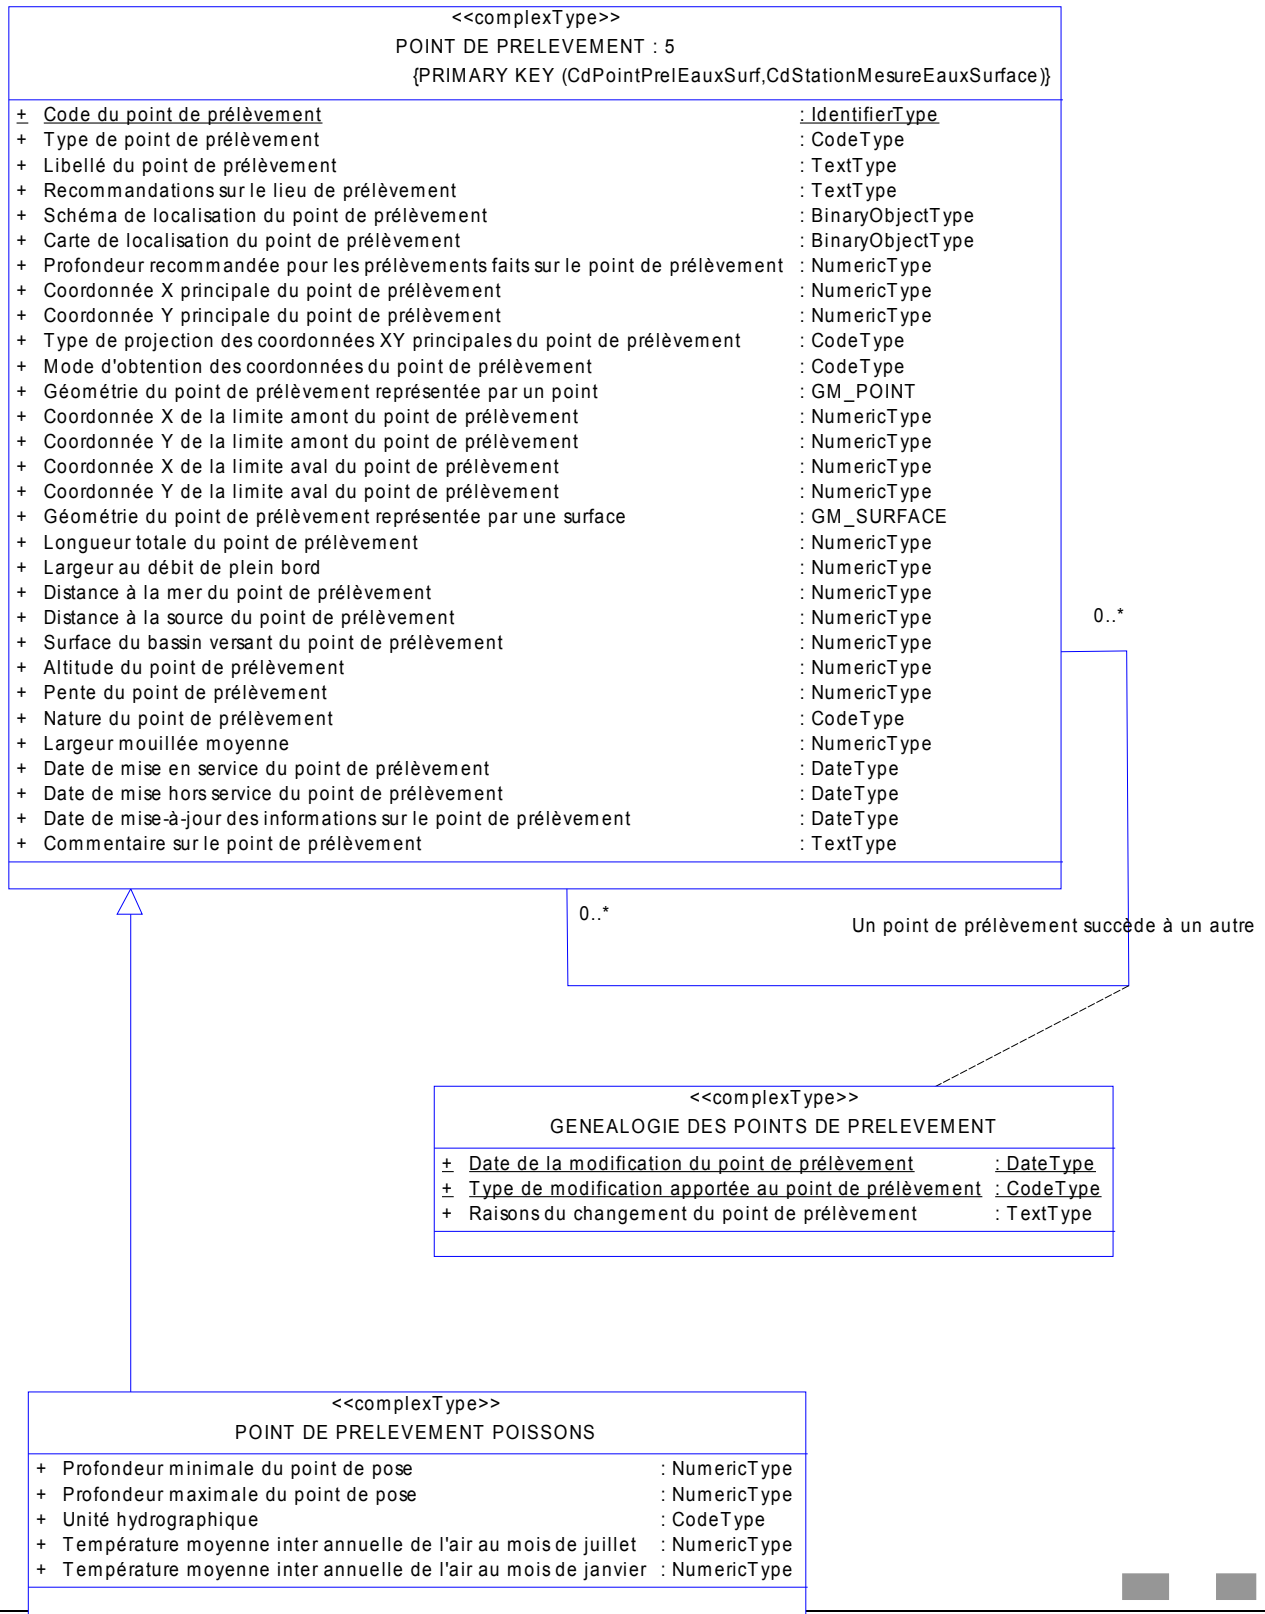 <<complexType>>
POINT DE PRELEVEMENT : 5
{PRIMARY KEY (CdPointPrelEauxSurf,CdStationMesureEauxSurface)}
+ Code du point de prélèvement : IdentifierType
+ Type de point de prélèvement : CodeType
+ Libellé du point de prélèvement : TextType
+ Recommandations sur le lieu de prélèvement : TextType
+ Schéma de localisation du point de prélèvement : BinaryObjectType
+ Carte de localisation du point de prélèvement : BinaryObjectType
+ Profondeur recommandée pour les prélèvements faits sur le point de prélèvement : NumericType
+ Coordonnée X principale du point de prélèvement : NumericType
+ Coordonnée Y principale du point de prélèvement : NumericType
+ Type de projection des coordonnées XY principales du point de prélèvement : CodeType
+ Mode d'obtention des coordonnées du point de prélèvement : CodeType
+ Géométrie du point de prélèvement représentée par un point : GM_POINT
+ Coordonnée X de la limite amont du point de prélèvement : NumericType
+ Coordonnée Y de la limite amont du point de prélèvement : NumericType
+ Coordonnée X de la limite aval du point de prélèvement : NumericType
+ Coordonnée Y de la limite aval du point de prélèvement : NumericType
+ Géométrie du point de prélèvement représentée par une surface : GM_SURFACE
+ Longueur totale du point de prélèvement : NumericType
+ Largeur au débit de plein bord : NumericType
+ Distance à la mer du point de prélèvement : NumericType
+ Distance à la source du point de prélèvement : NumericType
+ Surface du bassin versant du point de prélèvement : NumericType
+ Altitude du point de prélèvement : NumericType
+ Pente du point de prélèvement : NumericType
+ Nature du point de prélèvement : CodeType
+ Largeur mouillée moyenne : NumericType
+ Date de mise en service du point de prélèvement : DateType
+ Date de mise hors service du point de prélèvement : DateType
+ Date de mise-à-jour des informations sur le point de prélèvement : DateType
+ Commentaire sur le point de prélèvement : TextType
0..*
0..*
Un point de prélèvement succède à un autre
<<complexType>>
GENEALOGIE DES POINTS DE PRELEVEMENT
+ Date de la modification du point de prélèvement : DateType
+ Type de modification apportée au point de prélèvement : CodeType
+ Raisons du changement du point de prélèvement : TextType
<<complexType>>
POINT DE PRELEVEMENT POISSONS
+ Profondeur minimale du point de pose : NumericType
+ Profondeur maximale du point de pose : NumericType
+ Unité hydrographique : CodeType
+ Température moyenne inter annuelle de l'air au mois de juillet : NumericType
+ Température moyenne inter annuelle de l'air au mois de janvier : NumericType